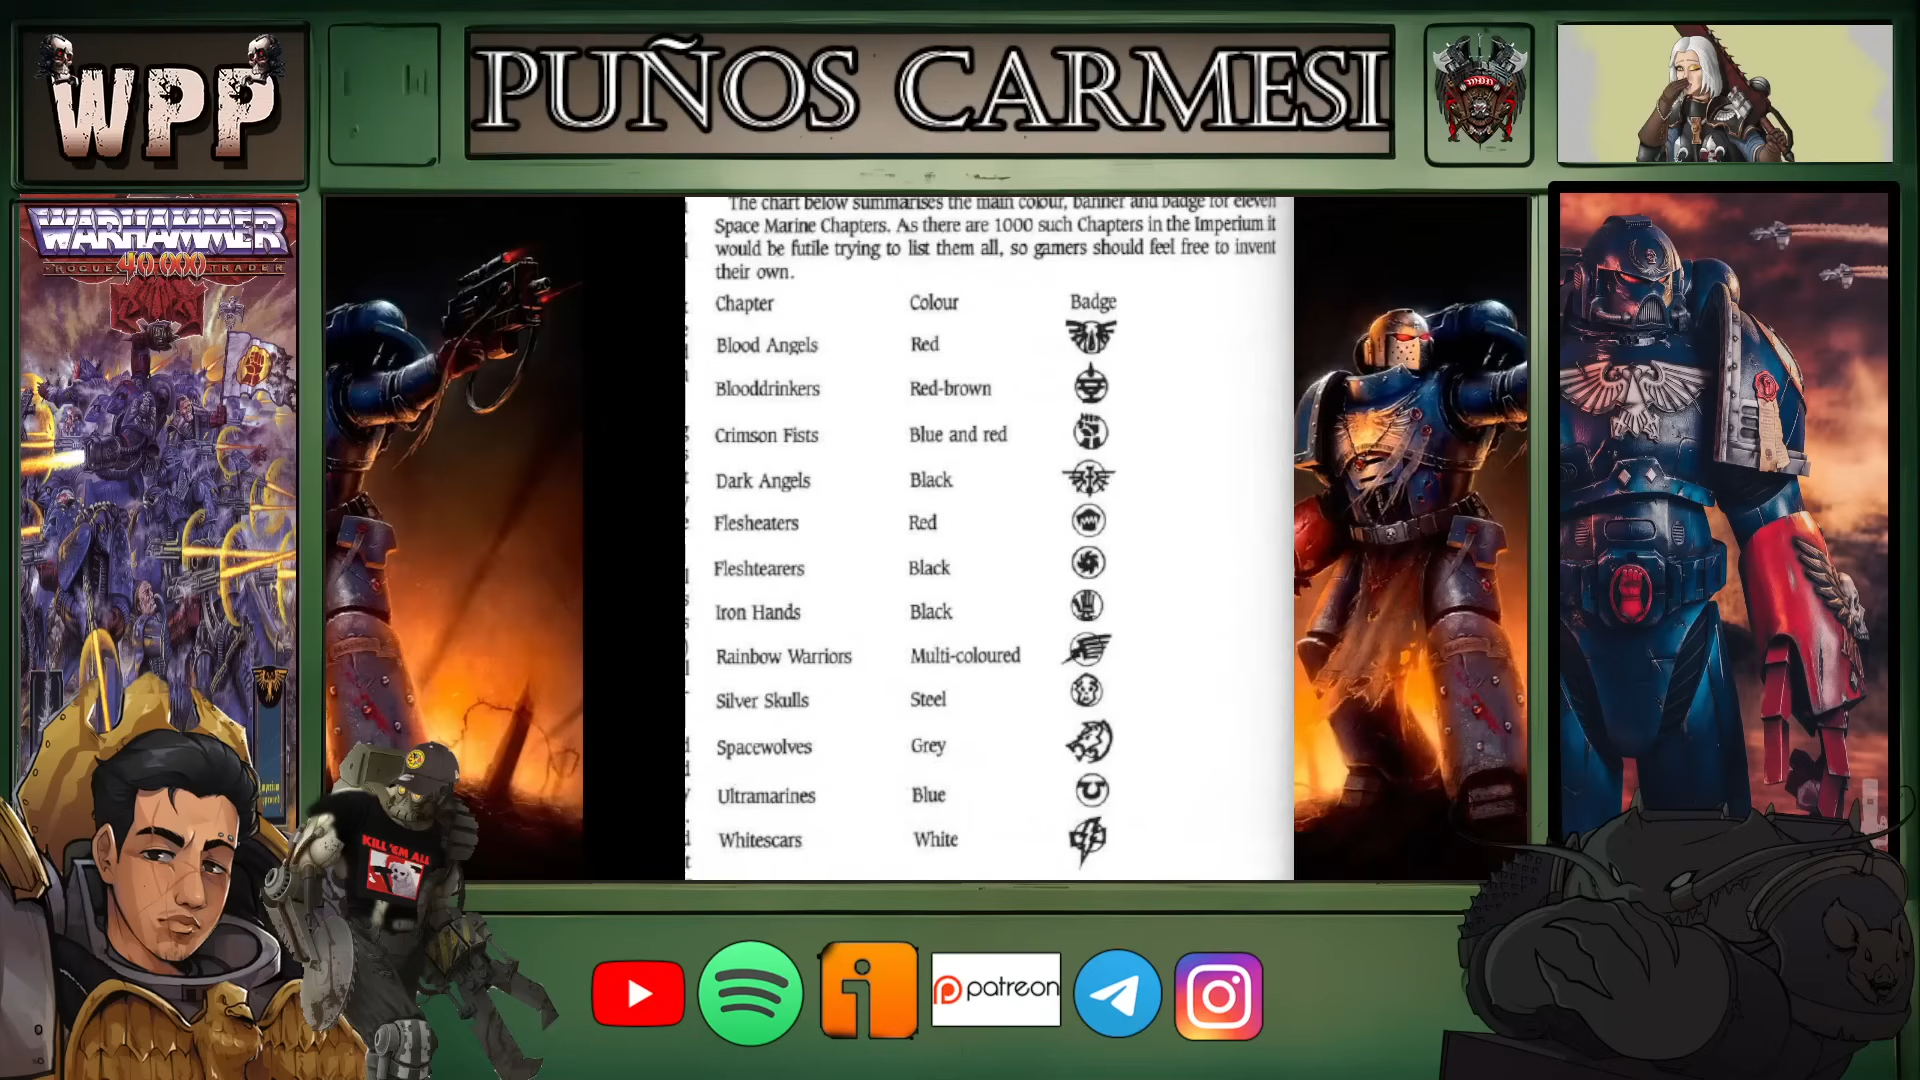 WPP
PUÑOS CARMESI
WARHAMMER
40000
ROGUE TRADER
The chart below summarises the main colour, banner and badge for eleven
Space Marine Chapters. As there are 1000 such Chapters in the Imperium it
would be futile trying to list them all, so gamers should feel free to invent
their own.
Chapter Colour Badge
Blood Angels Red
Blooddrinkers Red-brown
Crimson Fists Blue and red
Dark Angels Black
Flesheaters Red
Fleshtearers Black
Iron Hands Black
Rainbow Warriors Multi-coloured
Silver Skulls Steel
Spacewolves Grey
Ultramarines Blue
Whitescars White
KILL 'EM ALL
patreon